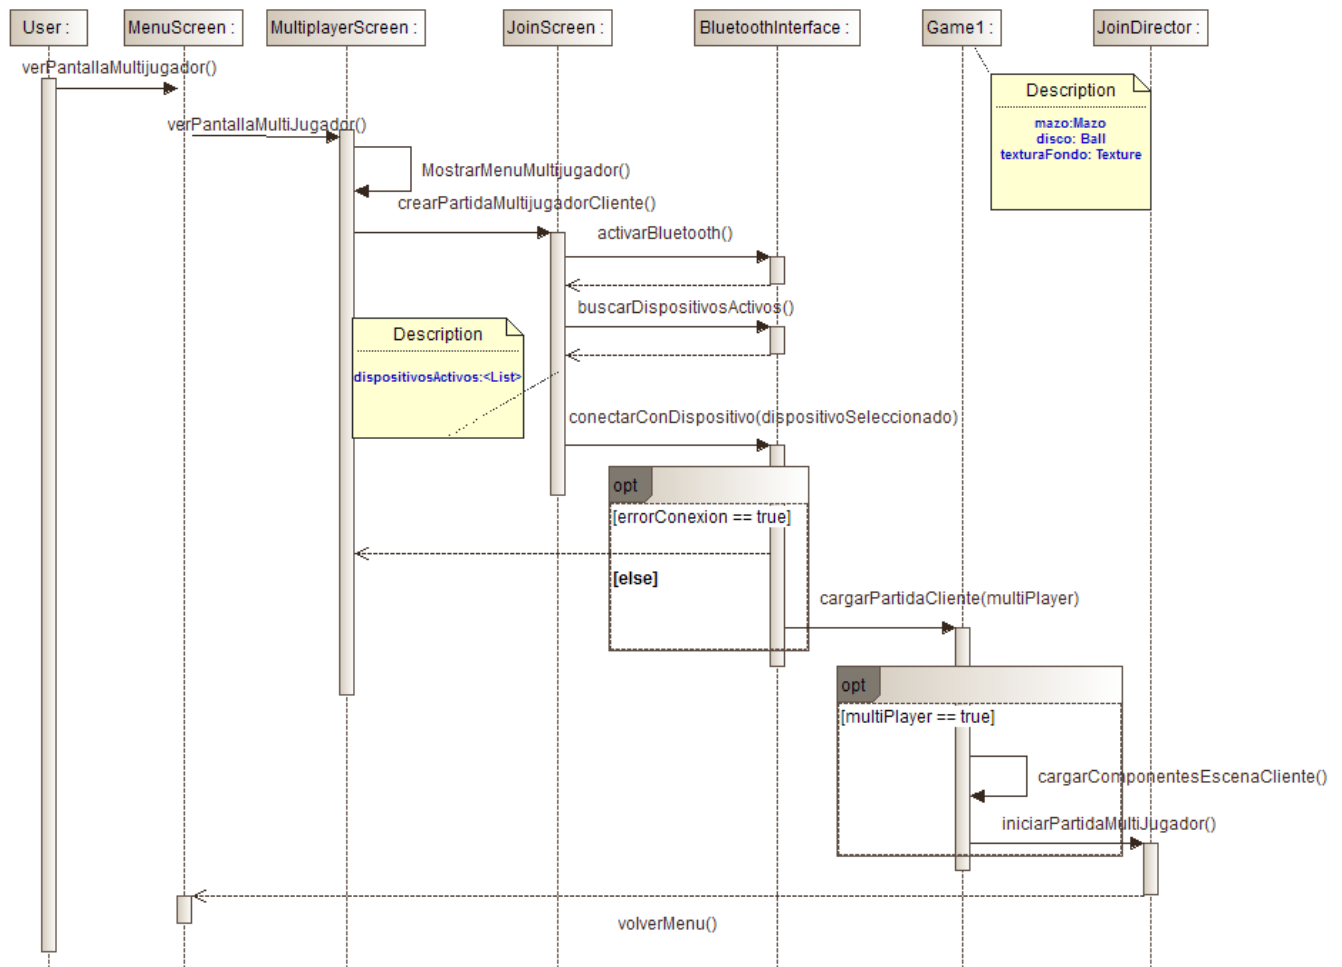 User :
MenuScreen :
MultiplayerScreen :
JoinScreen :
BluetoothInterface :
Game1 :
JoinDirector :
verPantallaMultijugador()
Description
mazo:Mazo
disco: Ball
texturaFondo: Texture
verPantallaMultiJugador()
MostrarMenuMultijugador()
crearPartidaMultijugadorCliente()
activarBluetooth()
buscarDispositivosActivos()
Description
dispositivosActivos:<List>
conectarConDispositivo(dispositivoSeleccionado)
opt
[errorConexion == true]
[else]
cargarPartidaCliente(multiPlayer)
opt
[multiPlayer == true]
cargarComponentesEscenaCliente()
iniciarPartidaMultiJugador()
volverMenu()